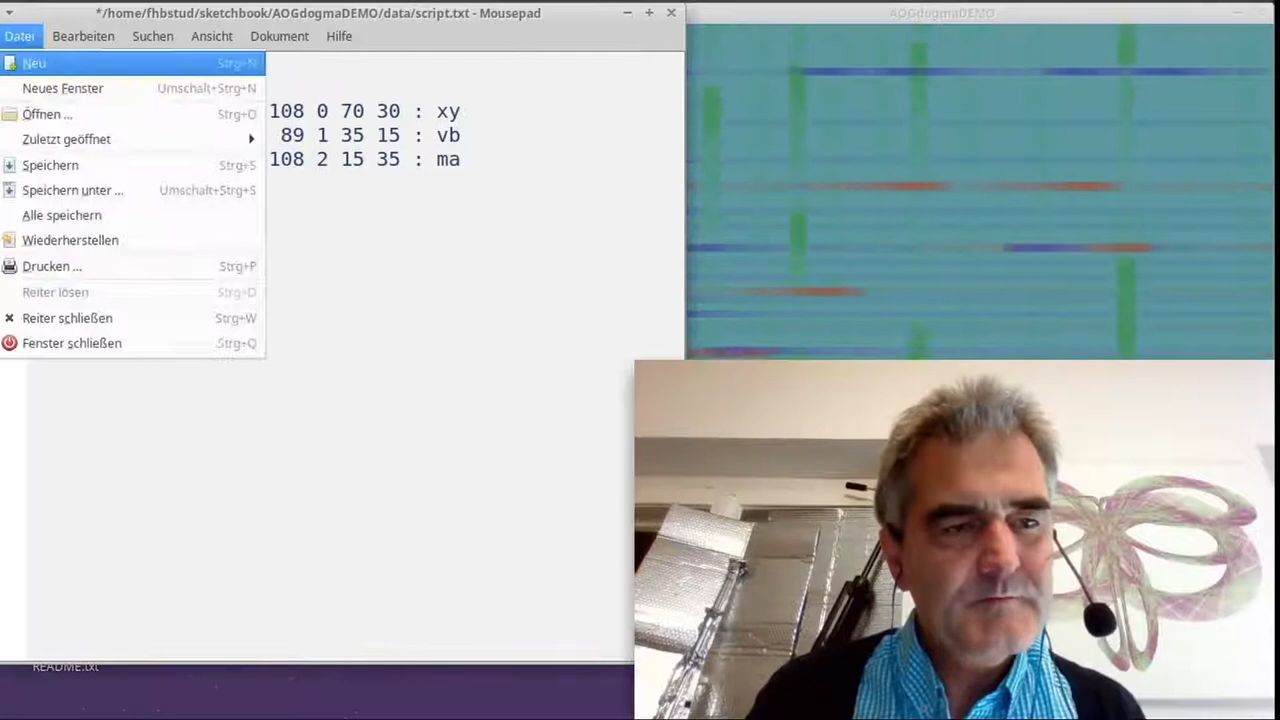 */home/fhbstud/sketchbook/AOGdogmaDEMO/data/script.txt - Mousepad
AOGdogmaDEMO
Datei Bearbeiten Suchen Ansicht Dokument Hilfe
Neu Strg+N
Neues Fenster Umschalt+Strg+N
Öffnen ... Strg+O
Zuletzt geöffnet
Speichern Strg+S
Speichern unter ... Umschalt+Strg+S
Alle speichern
Wiederherstellen
Drucken ... Strg+P
Reiter lösen Strg+D
Reiter schließen Strg+W
Fenster schließen Strg+Q
108 0 70 30 : xy
89 1 35 15 : vb
108 2 15 35 : ma
README.txt